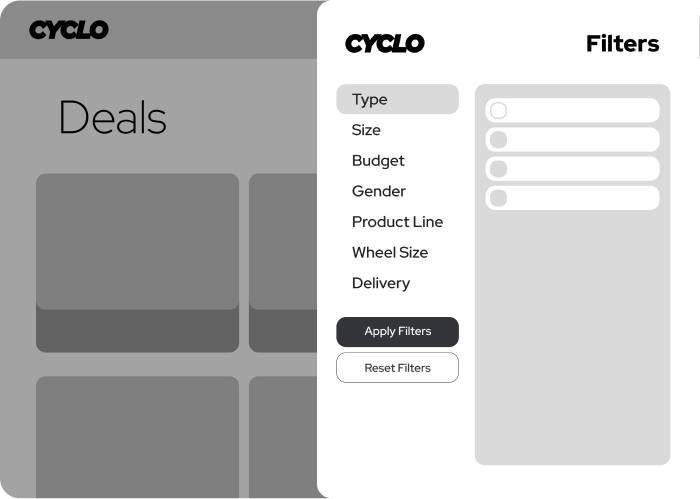 CYCLO
Deals
CYCLO
Filters
Type
Size
Budget
Gender
Product Line
Wheel Size
Delivery
Apply Filters
Reset Filters